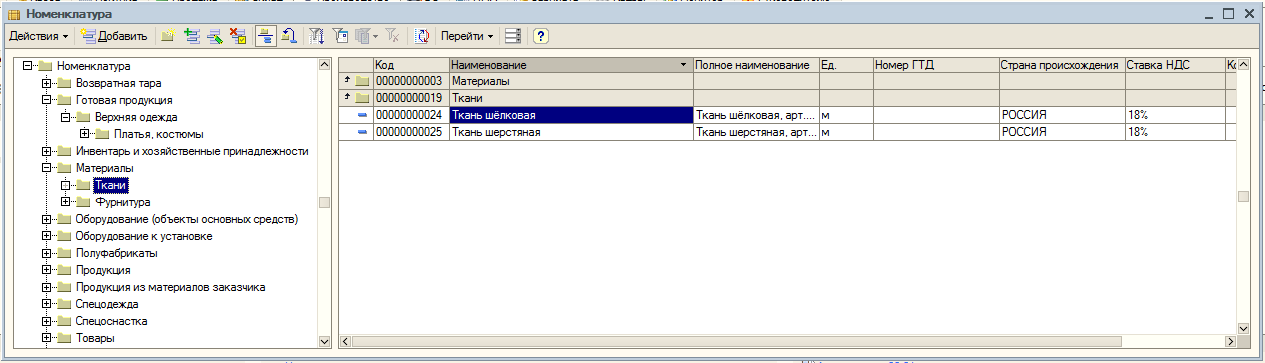 Номенклатура
Действия Добавить Перейти
Номенклатура
Возвратная тара
Готовая продукция
Верхняя одежда
Платья, костюмы
Инвентарь и хозяйственные принадлежности
Материалы
Ткани
Фурнитура
Оборудование (объекты основных средств)
Оборудование к установке
Полуфабрикаты
Продукция
Продукция из материалов заказчика
Спецодежда
Спецоснастка
Товары
Код Наименование Полное наименование Ед. Номер ГТД Страна происхождения Ставка НДС
00000000003 Материалы
00000000019 Ткани
00000000024 Ткань шёлковая Ткань шёлковая, арт.... м РОССИЯ 18%
00000000025 Ткань шерстяная Ткань шерстяная, арт... м РОССИЯ 18%